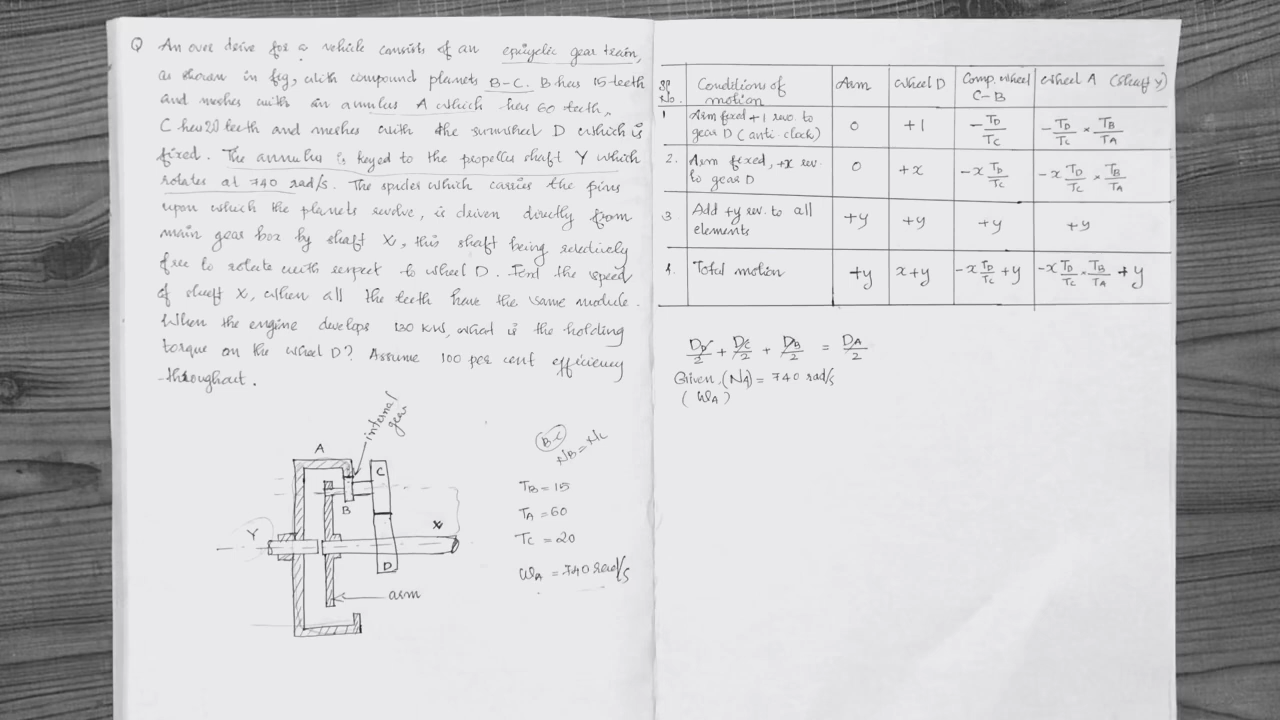 Q An over drive for a vehicle consists of an epicyclic gear train,
as shown in fig, with compound planets B-C. B has 15 teeth
and meshes with an annulus A which has 60 teeth,
C has 20 teeth and meshes with the sunwheel D which is
fixed. The annulus is keyed to the propeller shaft Y which
rotates at 740 rad/s. The spider which carries the pins
upon which the planets revolve, is driven directly from
main gear box by shaft X, this shaft being relatively
free to rotate with respect to wheel D. Find the speed
of shaft X, when all the teeth have the same module.
When the engine develops 130 kW, what is the holding
torque on the wheel D? Assume 100 per cent efficiency
throughout.
A
internal gear
C
B
Y
X
D
arm
B-C
NB = NC
TB = 15
TA = 60
TC = 20
ωA = 740 rad/s
Sl No. Conditions of motion Arm Wheel D Comp. wheel C-B Wheel A (shaft Y)
1 Arm fixed +1 rev. to gear D (anti clock) 0 +1 -TD/TC -TD/TC × TB/TA
2. Arm fixed, +x rev. to gear D 0 +x -x TD/TC -x TD/TC × TB/TA
3 Add +y rev. to all elements +y +y +y +y
4. Total motion +y x+y -x TD/TC +y -x TD/TC × TB/TA + y
DD/2 + DC/2 + DB/2 = DA/2
Given, (NA) = 740 rad/s
(ωA)